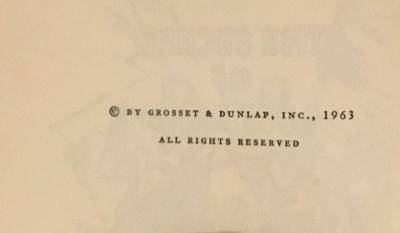 © BY GROSSET & DUNLAP, INC., 1963
ALL RIGHTS RESERVED